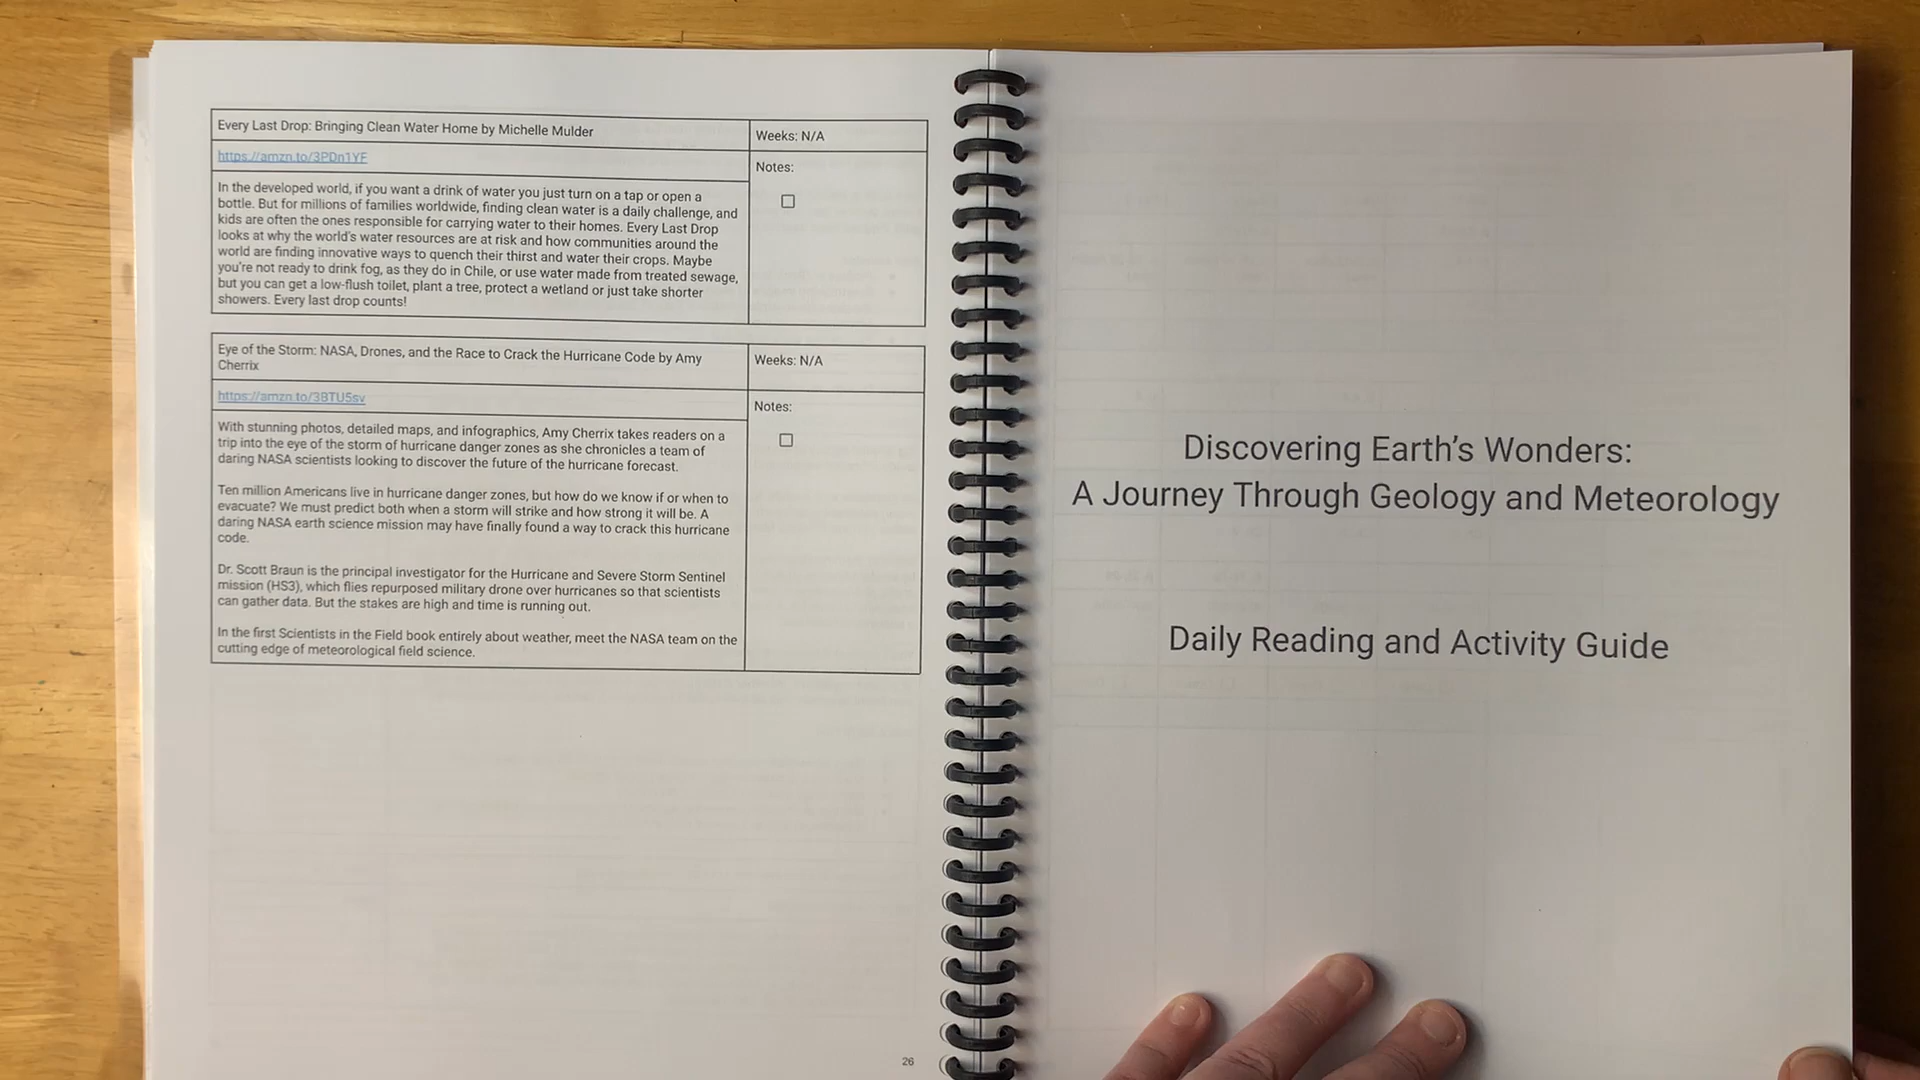 Every Last Drop: Bringing Clean Water Home by Michelle Mulder
Weeks: N/A
https://amzn.to/3PDn1YF
Notes:
In the developed world, if you want a drink of water you just turn on a tap or open a
bottle. But for millions of families worldwide, finding clean water is a daily challenge, and
kids are often the ones responsible for carrying water to their homes. Every Last Drop
looks at why the world's water resources are at risk and how communities around the
world are finding innovative ways to quench their thirst and water their crops. Maybe
you're not ready to drink fog, as they do in Chile, or use water made from treated sewage,
but you can get a low-flush toilet, plant a tree, protect a wetland or just take shorter
showers. Every last drop counts!
Eye of the Storm: NASA, Drones, and the Race to Crack the Hurricane Code by Amy
Cherrix
Weeks: N/A
https://amzn.to/3BTU5sv
Notes:
With stunning photos, detailed maps, and infographics, Amy Cherrix takes readers on a
trip into the eye of the storm of hurricane danger zones as she chronicles a team of
daring NASA scientists looking to discover the future of the hurricane forecast.
Ten million Americans live in hurricane danger zones, but how do we know if or when to
evacuate? We must predict both when a storm will strike and how strong it will be. A
daring NASA earth science mission may have finally found a way to crack this hurricane
code.
Dr. Scott Braun is the principal investigator for the Hurricane and Severe Storm Sentinel
mission (HS3), which flies repurposed military drone over hurricanes so that scientists
can gather data. But the stakes are high and time is running out.
In the first Scientists in the Field book entirely about weather, meet the NASA team on the
cutting edge of meteorological field science.
26
Discovering Earth's Wonders:
A Journey Through Geology and Meteorology
Daily Reading and Activity Guide